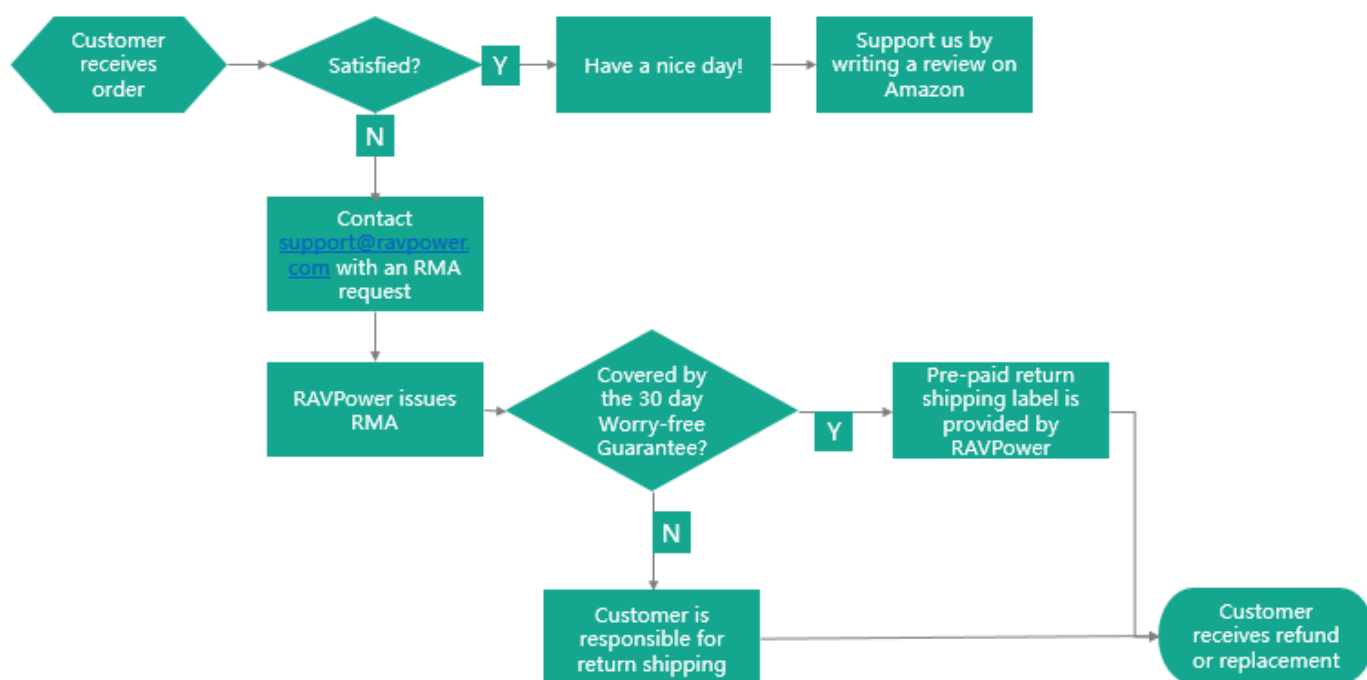 Customer
receives
order
Satisfied?
Y
Have a nice day!
Support us by
writing a review on
Amazon
N
Contact
support@ravpower.
com with an RMA
request
RAVPower issues
RMA
Covered by
the 30 day
Worry-free
Guarantee?
Y
Pre-paid return
shipping label is
provided by
RAVPower
N
Customer is
responsible for
return shipping
Customer
receives refund
or replacement